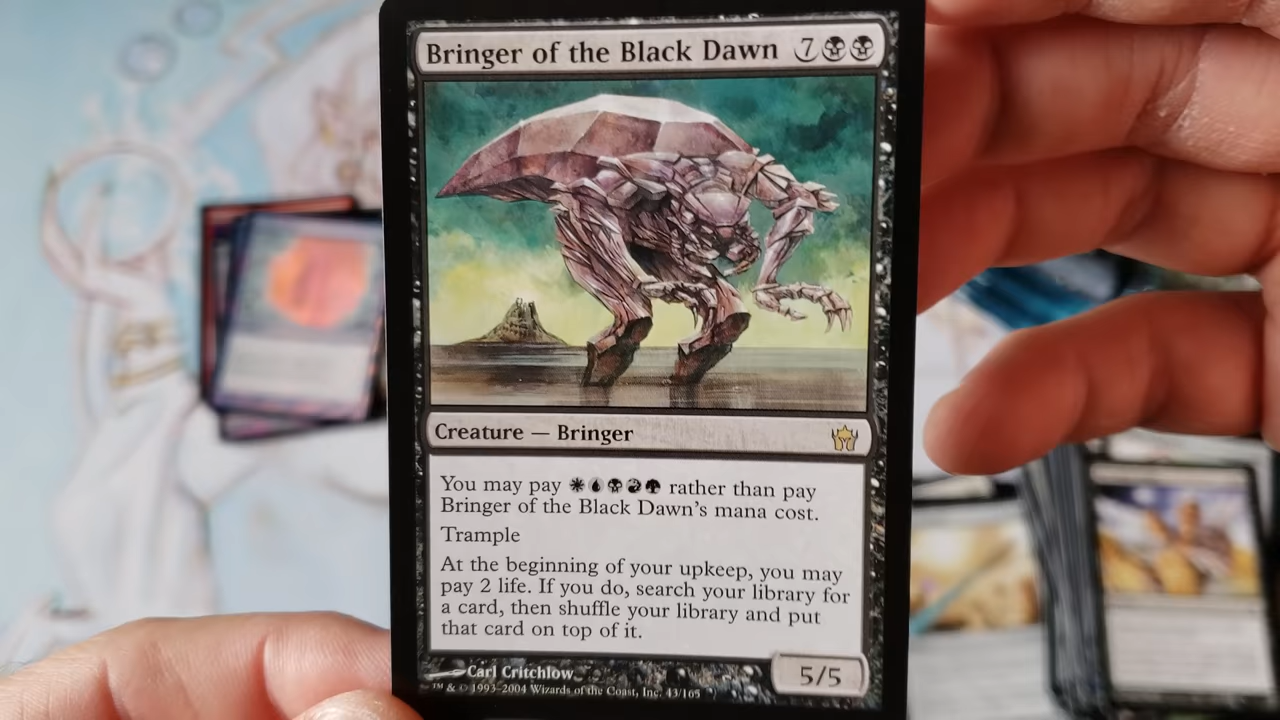 Bringer of the Black Dawn 7
Creature — Bringer
You may pay rather than pay
Bringer of the Black Dawn's mana cost.
Trample
At the beginning of your upkeep, you may
pay 2 life. If you do, search your library for
a card, then shuffle your library and put
that card on top of it.
Carl Critchlow
5/5
™ & © 1993–2004 Wizards of the Coast, Inc. 43/165